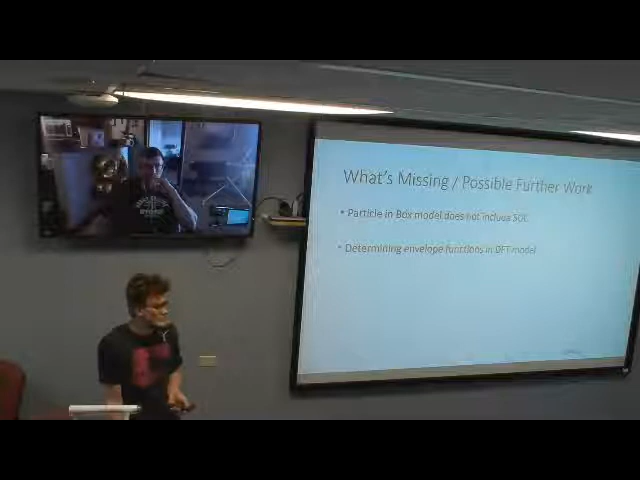 What's Missing / Possible Further Work
• Particle in Box model does not include SOC
• Determining envelope functions in DFT model